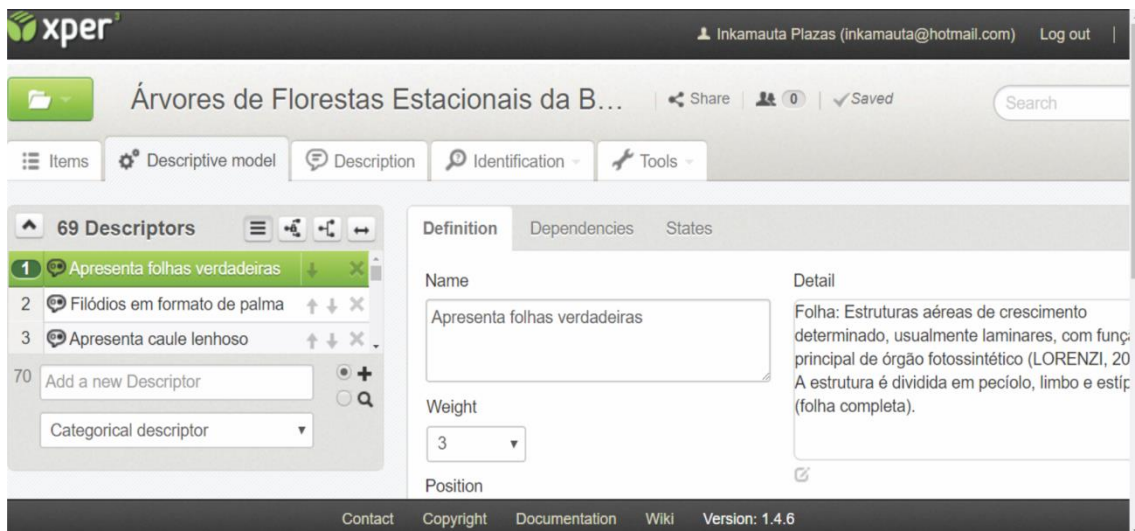 xper³
Inkamauta Plazas (inkamauta@hotmail.com) Log out |
Árvores de Florestas Estacionais da B... Share 0 Saved Search
Items Descriptive model Description Identification Tools
69 Descriptors
1 Apresenta folhas verdadeiras
2 Filódios em formato de palma
3 Apresenta caule lenhoso
70 Add a new Descriptor
Categorical descriptor
Definition Dependencies States
Name
Apresenta folhas verdadeiras
Weight
3
Position
Detail
Folha: Estruturas aéreas de crescimento
determinado, usualmente laminares, com funç
principal de órgão fotossintético (LORENZI, 20
A estrutura é dividida em pecíolo, limbo e estíp
(folha completa).
Contact Copyright Documentation Wiki Version: 1.4.6